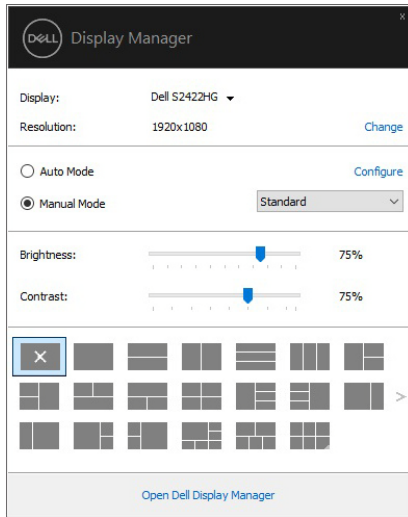 x
DELL Display Manager
Display: Dell S2422HG
Resolution: 1920x1080 Change
Auto Mode Configure
Manual Mode Standard
Brightness: 75%
Contrast: 75%
Open Dell Display Manager